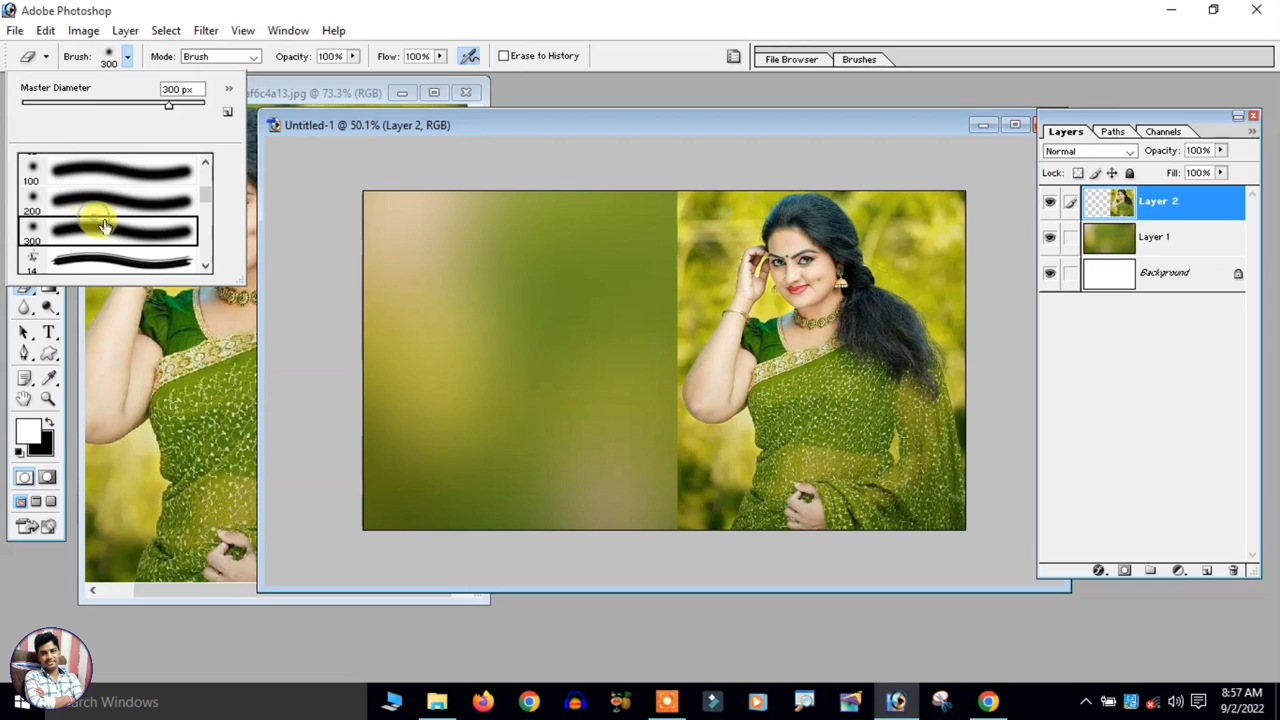 Adobe Photoshop
File Edit Image Layer Select Filter View Window Help
Brush: 300 Mode: Brush Opacity: 100% Flow: 100% Erase to History File Browser Brushes
Master Diameter 300 px
af6c4a13.jpg @ 73.3% (RGB)
Untitled-1 @ 50.1% (Layer 2, RGB)
Layers Paths Channels
Normal Opacity: 100%
Lock: Fill: 100%
100
200
300
14
Layer 2
Layer 1
Background
T
rch Windows
8:57 AM
9/2/2022